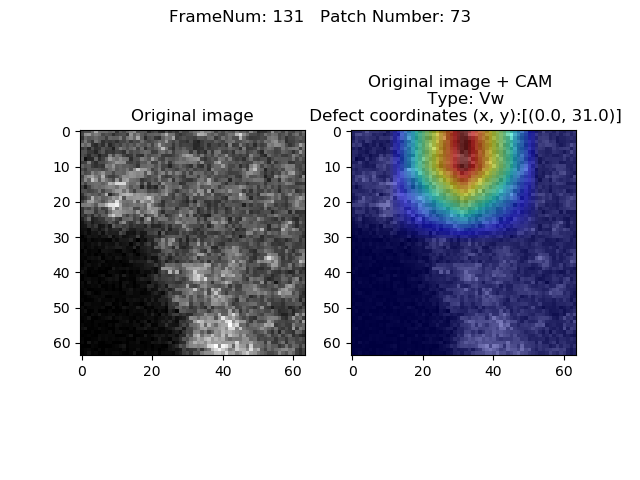 FrameNum: 131   Patch Number: 73
Original image
0
10
20
30
40
50
60
0 20 40 60
Original image + CAM
Type: Vw
Defect coordinates (x, y):[(0.0, 31.0)]
0
10
20
30
40
50
60
0 20 40 60